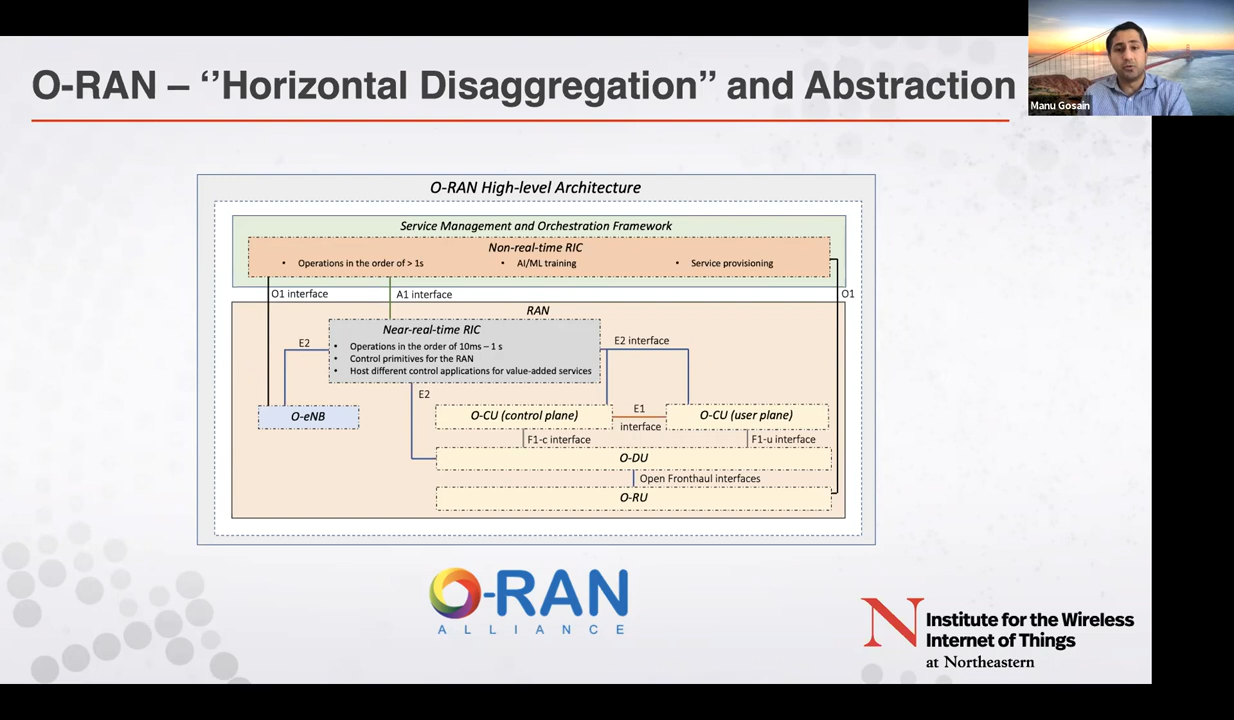 O-RAN – ‘’Horizontal Disaggregation” and Abstraction
Manu Gosain
O-RAN High-level Architecture
Service Management and Orchestration Framework
Non-real-time RIC
• Operations in the order of > 1s
• AI/ML training
• Service provisioning
O1 interface
A1 interface
O1
RAN
Near-real-time RIC
• Operations in the order of 10ms – 1 s
• Control primitives for the RAN
• Host different control applications for value-added services
E2
E2 interface
E2
O-eNB
O-CU (control plane)
E1
interface
O-CU (user plane)
F1-c interface
F1-u interface
O-DU
Open Fronthaul interfaces
O-RU
O-RAN
ALLIANCE
N
Institute for the Wireless
Internet of Things
at Northeastern